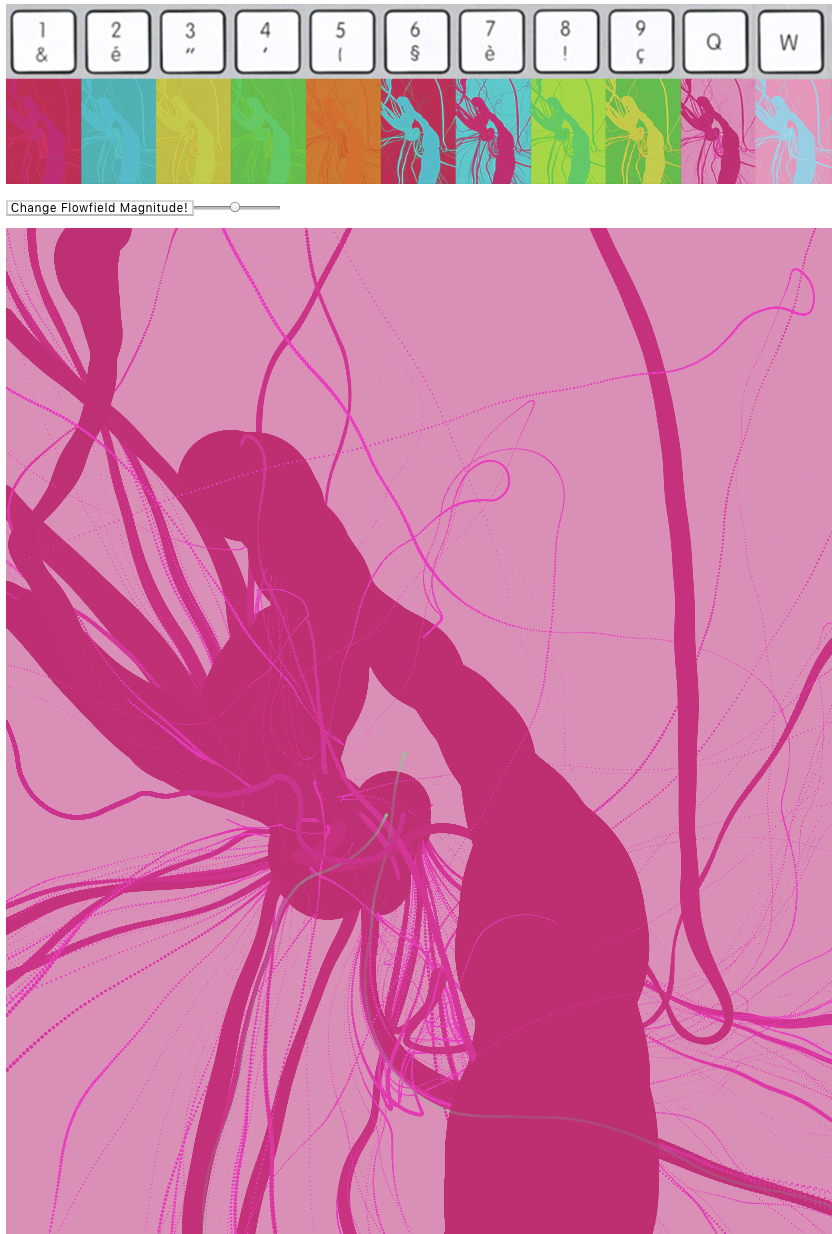 1 2 3 4 5 6 7 8 9 Q W
& é " ' ( § è ! ç
Change Flowfield Magnitude!